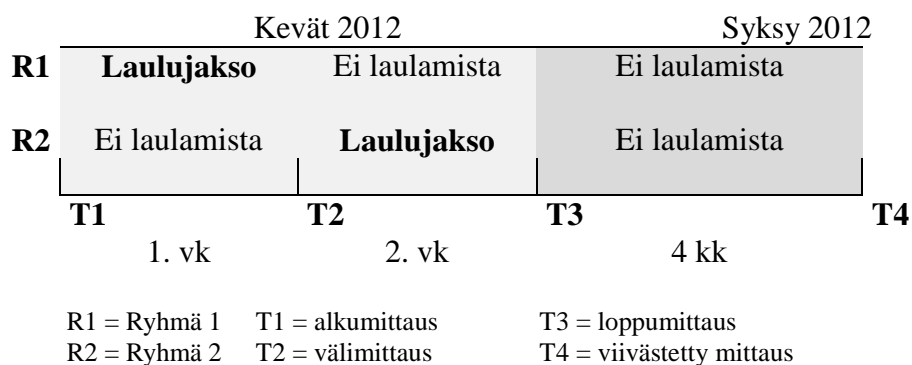 Kevät 2012 Syksy 2012
R1 Laulujakso Ei laulamista Ei laulamista
R2 Ei laulamista Laulujakso Ei laulamista
T1 T2 T3 T4
1. vk 2. vk 4 kk
R1 = Ryhmä 1 T1 = alkumittaus T3 = loppumittaus
R2 = Ryhmä 2 T2 = välimittaus T4 = viivästetty mittaus